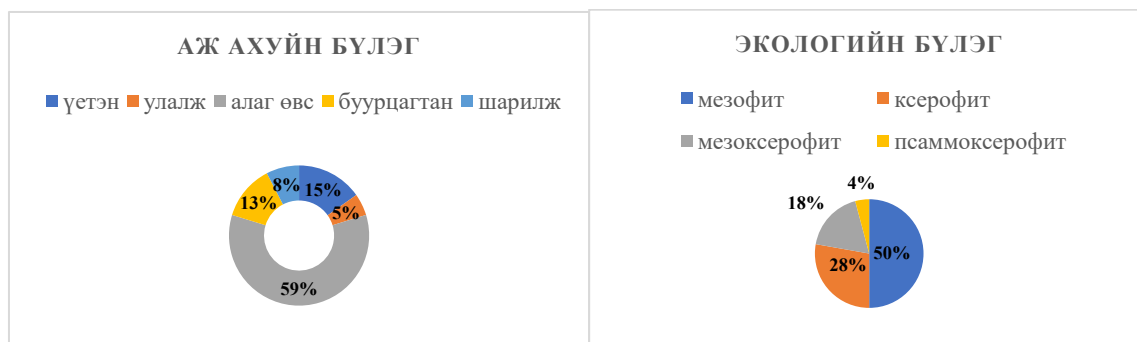 АЖ АХУЙН БҮЛЭГ
үетэн улалж алаг өвс буурцагтан шарилж
8% 15%
13% 5%
59%
ЭКОЛОГИЙН БҮЛЭГ
мезофит ксерофит
мезоксерофит псаммоксерофит
4%
18%
50%
28%